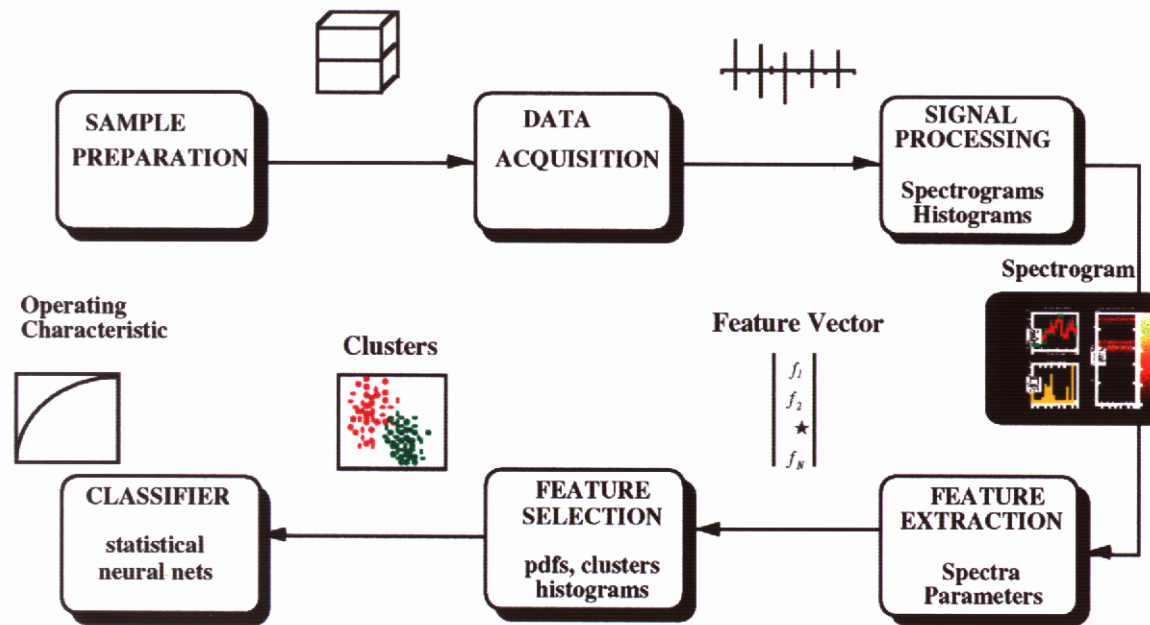 SAMPLE
PREPARATION
DATA
ACQUISITION
SIGNAL
PROCESSING
Spectrograms
Histograms
Spectrogram
Operating
Characteristic
Clusters
Feature Vector
f1
f2
★
fN
CLASSIFIER
statistical
neural nets
FEATURE
SELECTION
pdfs, clusters
histograms
FEATURE
EXTRACTION
Spectra
Parameters